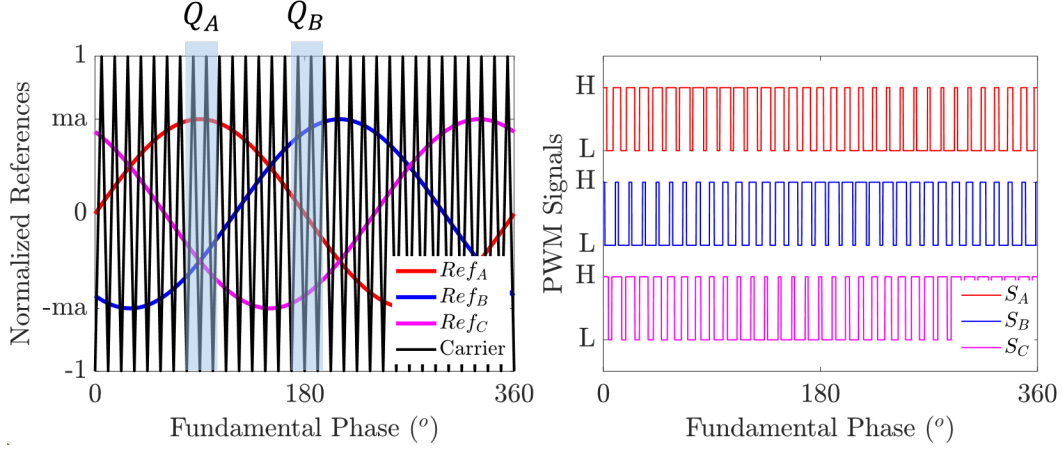 Q_A Q_B
Normalized References
1
ma
0
-ma
-1
0 180 360
Fundamental Phase (°)
Ref_A
Ref_B
Ref_C
Carrier
PWM Signals
H
L
H
L
H
L
0 180 360
Fundamental Phase (°)
S_A
S_B
S_C